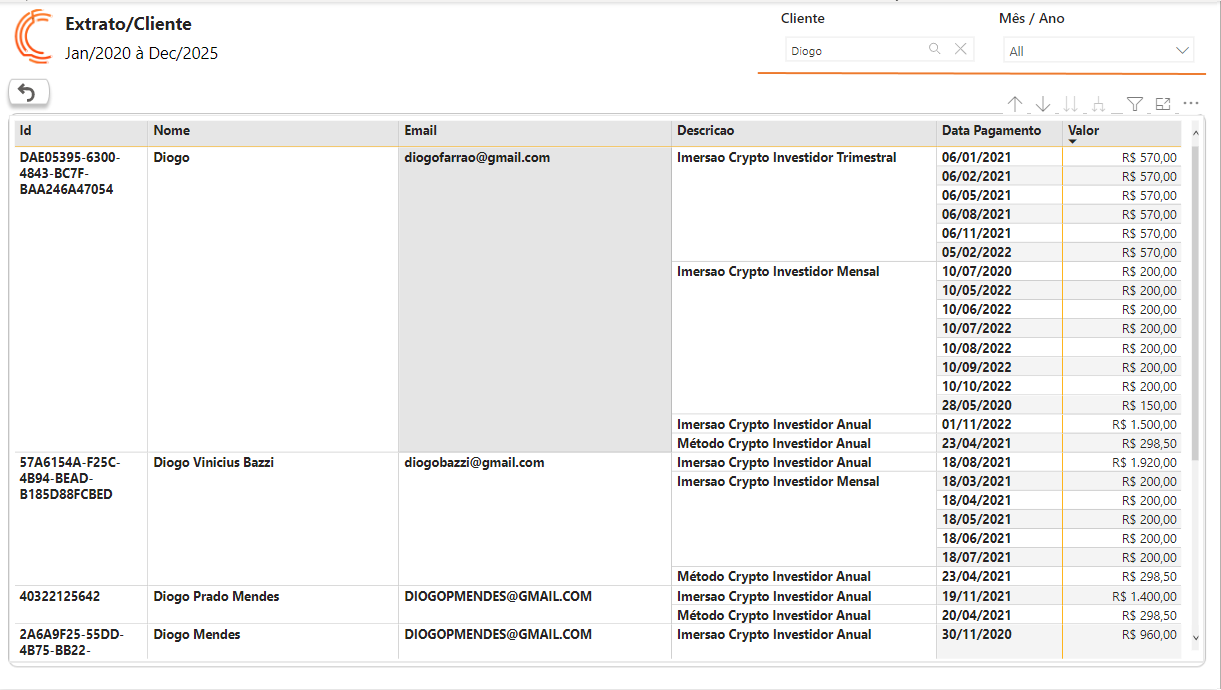 Extrato/Cliente
Jan/2020 à Dec/2025
Cliente
Diogo
Mês / Ano
All
Id Nome Email Descricao Data Pagamento Valor
DAE05395-6300- Diogo diogofarrao@gmail.com Imersao Crypto Investidor Trimestral 06/01/2021 R$ 570,00
4843-BC7F- 06/02/2021 R$ 570,00
BAA246A47054 06/05/2021 R$ 570,00
06/08/2021 R$ 570,00
06/11/2021 R$ 570,00
05/02/2022 R$ 570,00
Imersao Crypto Investidor Mensal 10/07/2020 R$ 200,00
10/05/2022 R$ 200,00
10/06/2022 R$ 200,00
10/07/2022 R$ 200,00
10/08/2022 R$ 200,00
10/09/2022 R$ 200,00
10/10/2022 R$ 200,00
28/05/2020 R$ 150,00
Imersao Crypto Investidor Anual 01/11/2022 R$ 1.500,00
Método Crypto Investidor Anual 23/04/2021 R$ 298,50
57A6154A-F25C- Diogo Vinicius Bazzi diogobazzi@gmail.com Imersao Crypto Investidor Anual 18/08/2021 R$ 1.920,00
4B94-BEAD- Imersao Crypto Investidor Mensal 18/03/2021 R$ 200,00
B185D88FCBED 18/04/2021 R$ 200,00
18/05/2021 R$ 200,00
18/06/2021 R$ 200,00
18/07/2021 R$ 200,00
Método Crypto Investidor Anual 23/04/2021 R$ 298,50
40322125642 Diogo Prado Mendes DIOGOPMENDES@GMAIL.COM Imersao Crypto Investidor Anual 19/11/2021 R$ 1.400,00
Método Crypto Investidor Anual 20/04/2021 R$ 298,50
2A6A9F25-55DD- Diogo Mendes DIOGOPMENDES@GMAIL.COM Imersao Crypto Investidor Anual 30/11/2020 R$ 960,00
4B75-BB22-